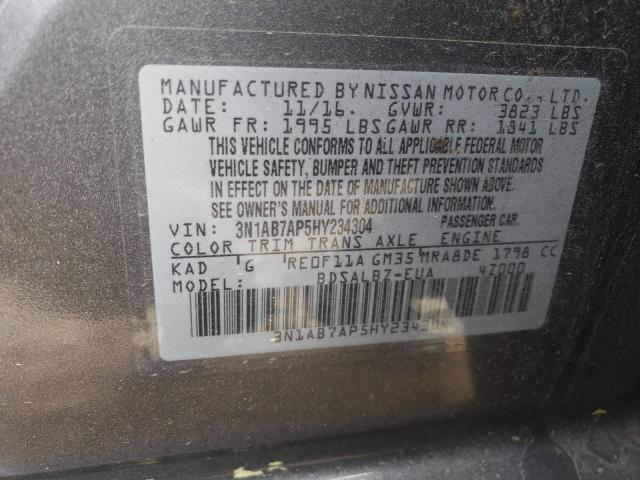 MANUFACTURED BY NISSAN MOTOR CO., LTD.
DATE: 11/16. GVWR: 3823 LBS
GAWR FR: 1995 LBS GAWR RR: 1841 LBS
THIS VEHICLE CONFORMS TO ALL APPLICABLE FEDERAL MOTOR
VEHICLE SAFETY, BUMPER AND THEFT PREVENTION STANDARDS
IN EFFECT ON THE DATE OF MANUFACTURE SHOWN ABOVE.
SEE OWNER'S MANUAL FOR ADDITIONAL INFORMATION.
VIN: 3N1AB7AP5HY234304 PASSENGER CAR.
COLOR TRIM TRANS AXLE ENGINE
KAD G RE0F11A GM35 MRA8DE 1798 CC
MODEL: BDSALBZ-EUA 4Z000
3N1AB7AP5HY234304